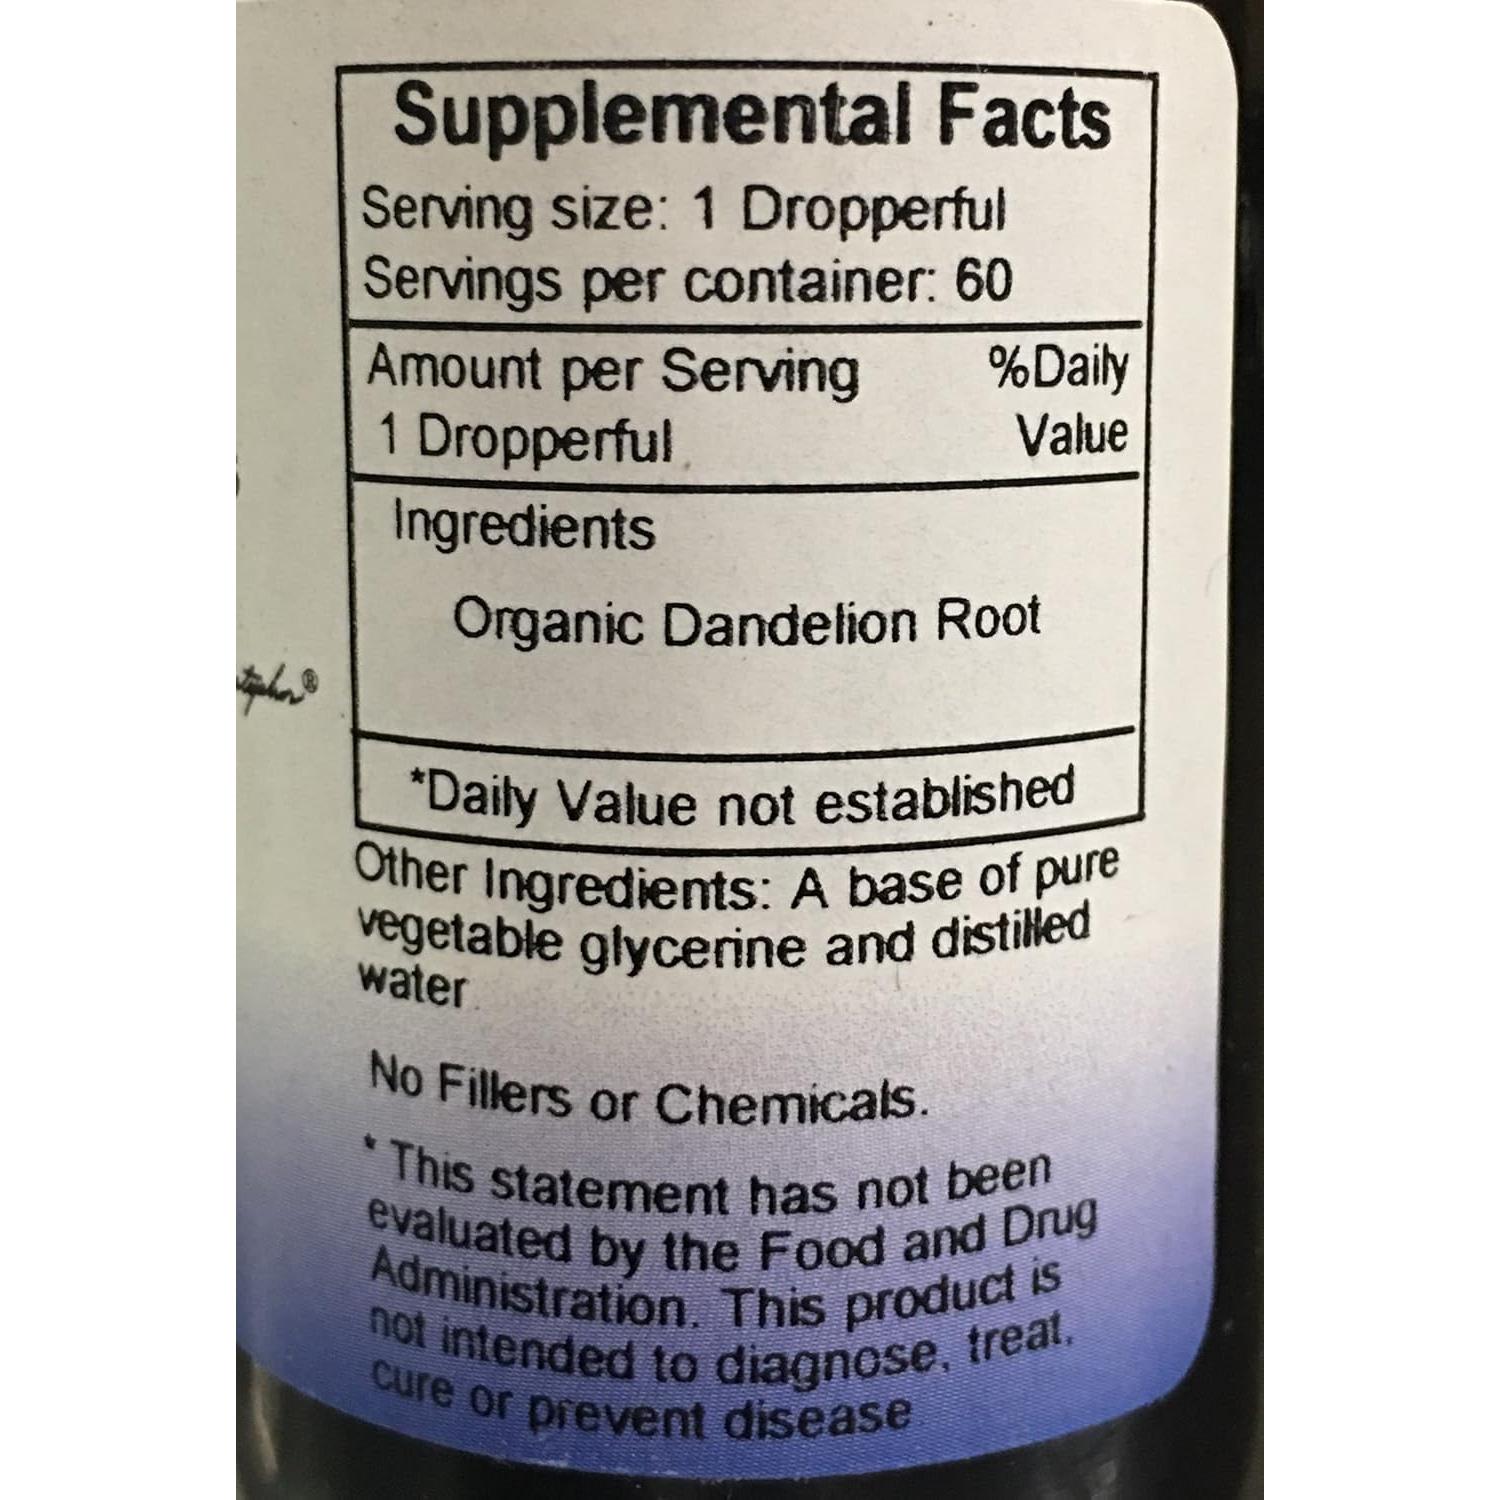 Supplemental Facts
Serving size: 1 Dropperful
Servings per container: 60
Amount per Serving %Daily
1 Dropperful Value
Ingredients
Organic Dandelion Root
*Daily Value not established
Other Ingredients: A base of pure
vegetable glycerine and distilled
water
No Fillers or Chemicals.
* This statement has not been
evaluated by the Food and Drug
Administration. This product is
not intended to diagnose, treat,
cure or prevent disease